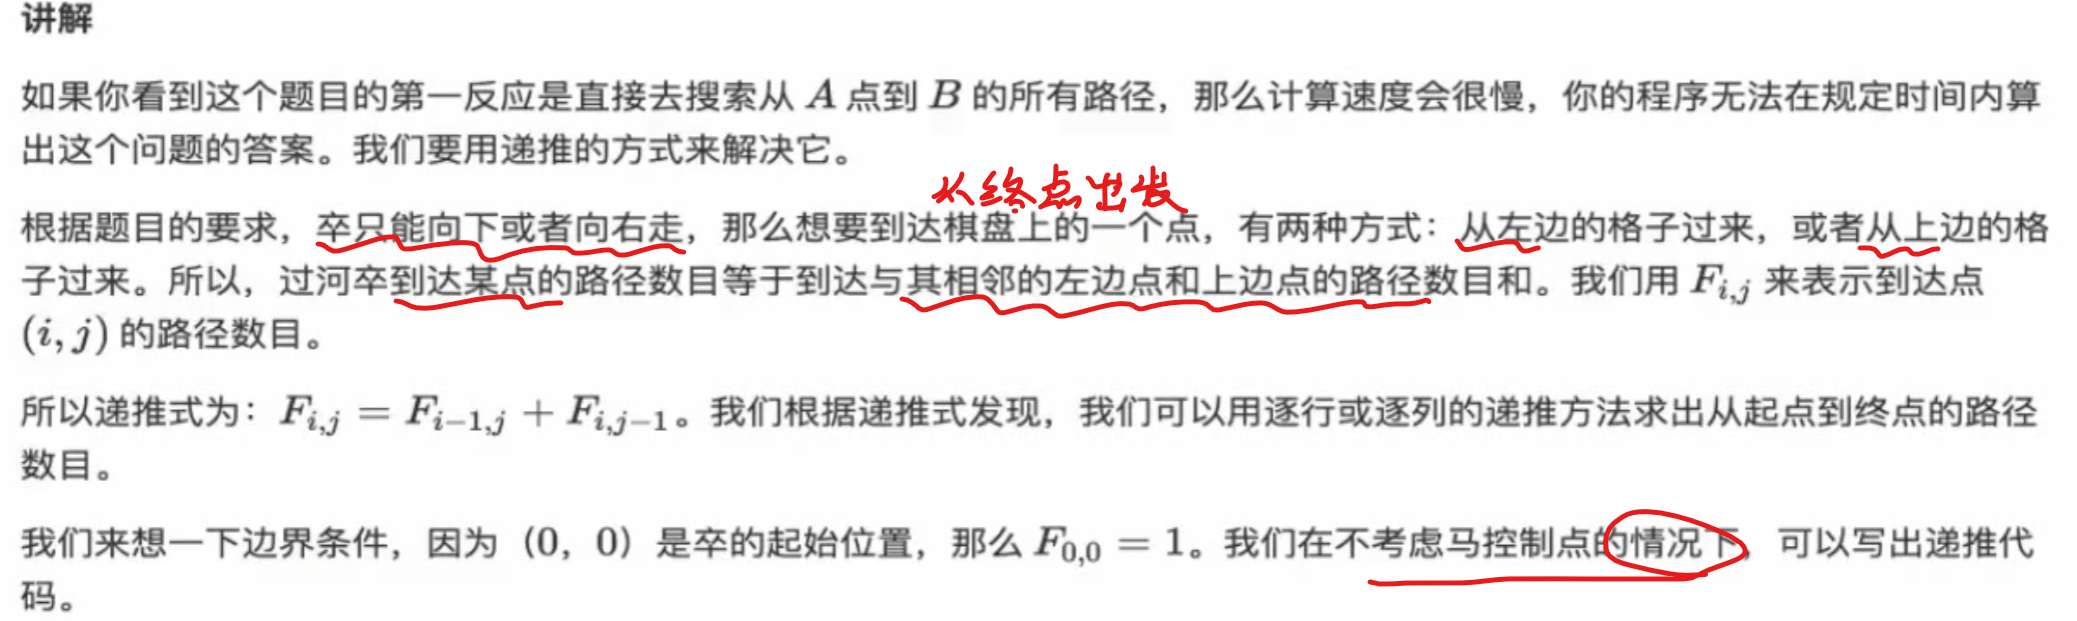 讲解
如果你看到这个题目的第一反应是直接去搜索从 A 点到 B 的所有路径，那么计算速度会很慢，你的程序无法在规定时间内算
出这个问题的答案。我们要用递推的方式来解决它。
从终点出发
根据题目的要求，卒只能向下或者向右走，那么想要到达棋盘上的一个点，有两种方式：从左边的格子过来，或者从上边的格
子过来。所以，过河卒到达某点的路径数目等于到达与其相邻的左边点和上边点的路径数目和。我们用 F_{i,j} 来表示到达点
(i, j) 的路径数目。
所以递推式为：F_{i,j} = F_{i-1,j} + F_{i,j-1}。我们根据递推式发现，我们可以用逐行或逐列的递推方法求出从起点到终点的路径
数目。
我们来想一下边界条件，因为（0，0）是卒的起始位置，那么 F_{0,0} = 1。我们在不考虑马控制点的情况下，可以写出递推代
码。